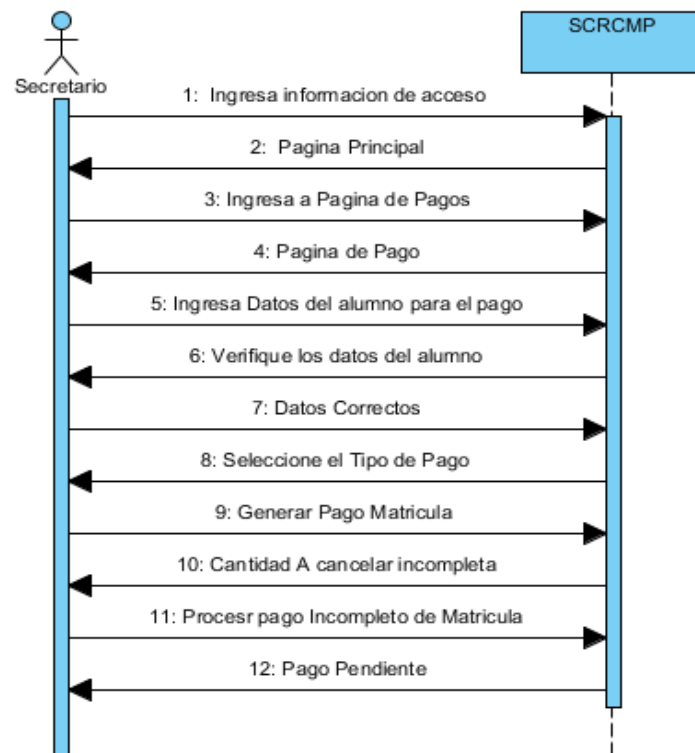 SCRCMP
Secretario
1: Ingresa informacion de acceso
2: Pagina Principal
3: Ingresa a Pagina de Pagos
4: Pagina de Pago
5: Ingresa Datos del alumno para el pago
6: Verifique los datos del alumno
7: Datos Correctos
8: Seleccione el Tipo de Pago
9: Generar Pago Matricula
10: Cantidad A cancelar incompleta
11: Procesr pago Incompleto de Matricula
12: Pago Pendiente